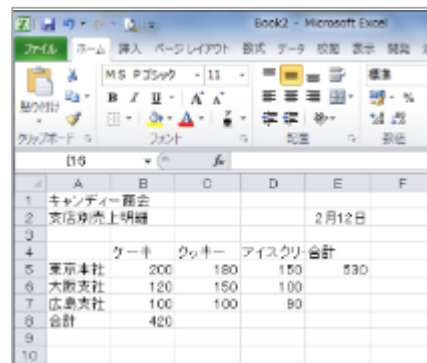 Book2 - Microsoft Excel
ファイル ホーム 挿入 ページレイアウト 数式 データ 校閲 表示 開発
MS Pゴシック 11 標準
貼り付け B I U A A %
クリップボード フォント 配置 数値
D16 fx
A B C D E F
1 キャンディー商会
2 支店別売上明細 2月12日
3
4 ケーキ クッキー アイスクリー 合計
5 東京本社 200 180 150 530
6 大阪支社 120 150 100
7 広島支社 100 100 90
8 合計 420
9
10